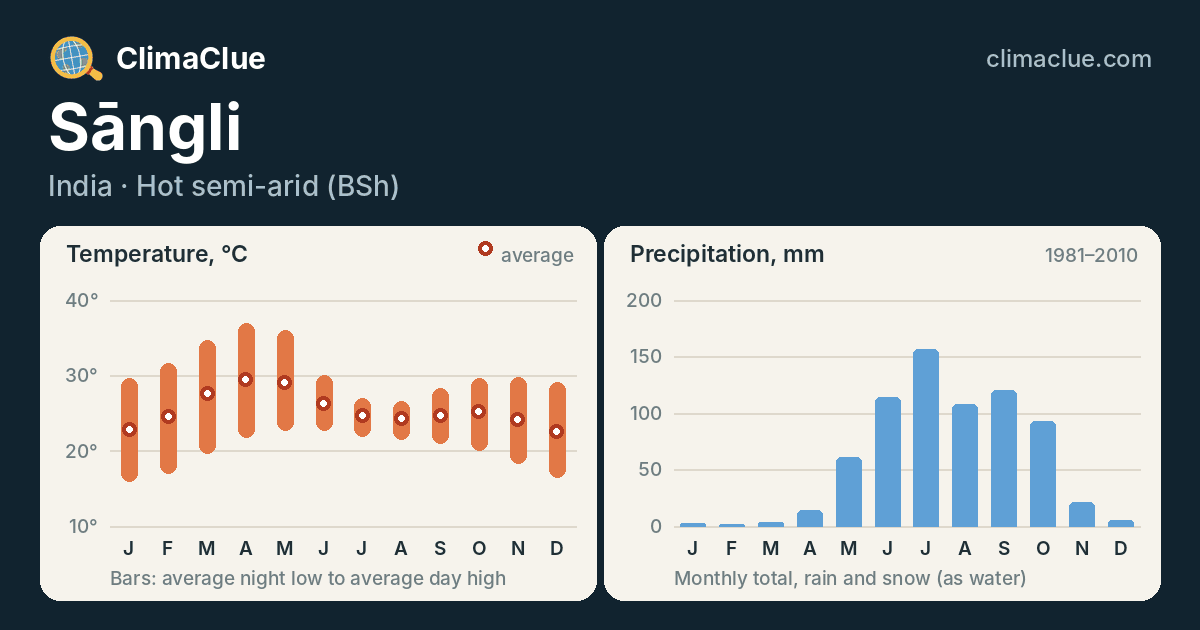 ClimaClue
climaclue.com
Sāngli
India · Hot semi-arid (BSh)
Temperature, °C
average
40°
30°
20°
10°
J F M A M J J A S O N D
Bars: average night low to average day high
Precipitation, mm
1981–2010
200
150
100
50
0
J F M A M J J A S O N D
Monthly total, rain and snow (as water)